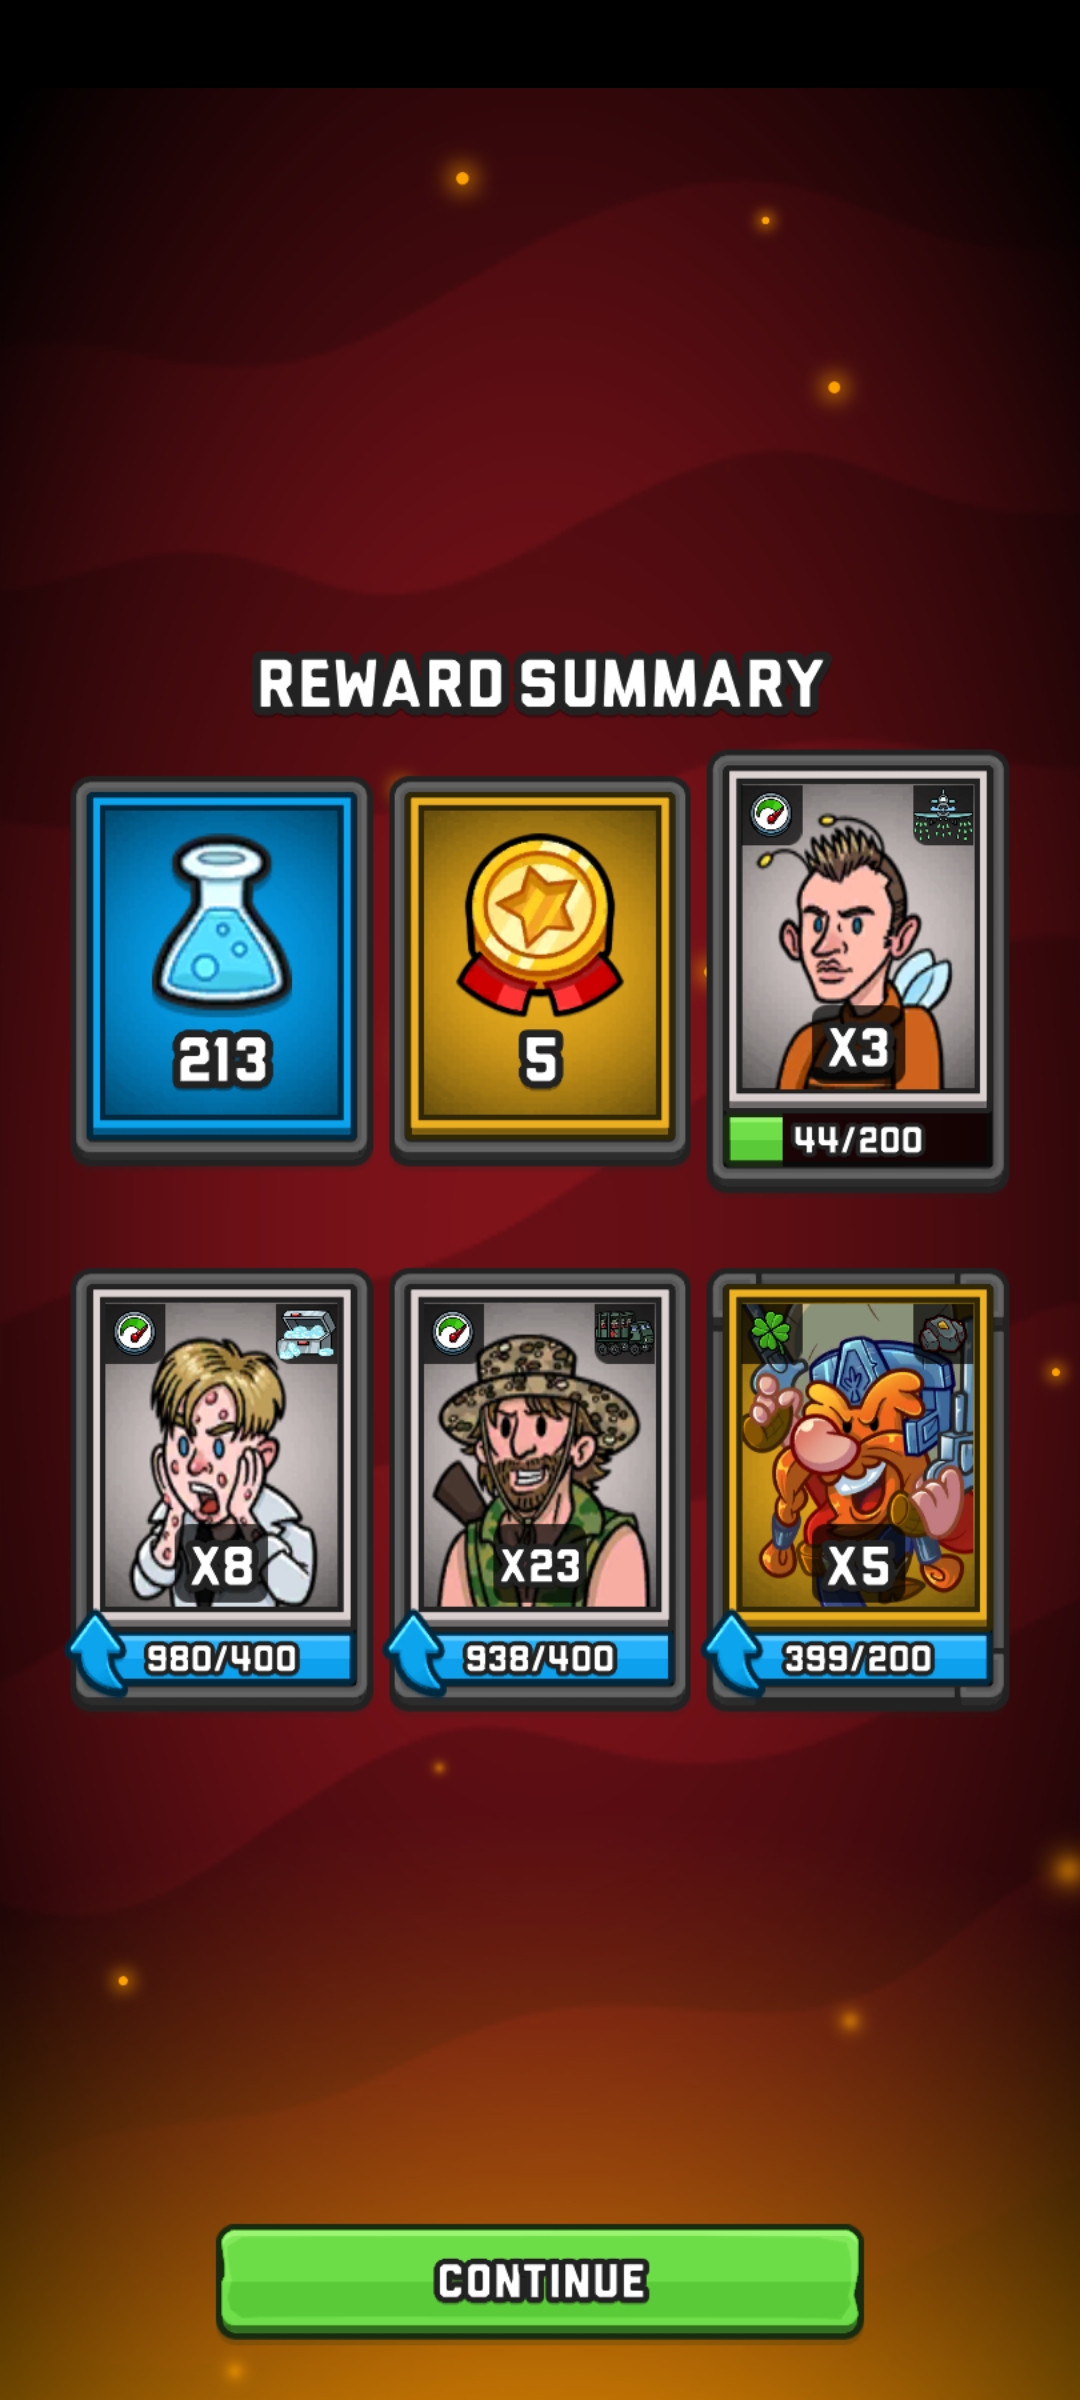 REWARD SUMMARY
213
5
X3
44/200
X8
X23
X5
980/400
938/400
399/200
CONTINUE